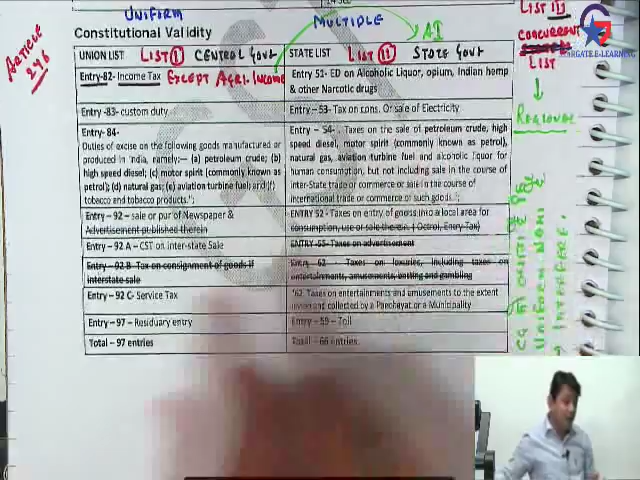 UNIFORM
MULTIPLE
LIST III
Constitutional Validity
AI
ARGATE E-LEARNING
CONCURRENT
LIST
ARTICLE
246
UNION LIST LIST I CENTRAL Govt
STATE LIST LIST II STATE Govt
Entry-82- Income Tax EXCEPT AGRI. INCOME
Entry 51- ED on Alcoholic Liquor, opium, Indian hemp
& other Narcotic drugs
REGIONAL
Entry -83- custom duty
Entry -53- Tax on cons. Or sale of Electricity
Entry- 84-
Duties of excise on the following goods manufactured or
produced in India, namely:— (a) petroleum crude; (b)
high speed diesel; (c) motor spirit (commonly known as
petrol); (d) natural gas; (e) aviation turbine fuel; and(f)
tobacco and tobacco products.";
Entry - 54- . Taxes on the sale of petroleum crude, high
speed diesel, motor spirit (commonly known as petrol),
natural gas, aviation turbine fuel and alcoholic liquor for
human consumption, but not including sale in the course of
inter-State trade or commerce or sale in the course of
international trade or commerce or such goods.";
Entry – 92 – sale or pur of Newspaper &
Advertisement published therein
ENTRY 52 - Taxes on entry of goods into a local area for
consumption, use or sale therein. ( Octroi, Entry Tax)
Entry – 92 A – CST on inter-state Sale
ENTRY -55- Taxes on advertisement
Entry – 92 B- Tax on consignment of goods if
interstate sale
Entry - 62 - Taxes on luxuries, including taxes on
entertainments, amusements, betting and gambling
Entry – 92 C- Service Tax
"62. Taxes on entertainments and amusements to the extent
levied and collected by a Panchayat or a Municipality
Entry – 97 – Residuary entry
Entry – 59 – Toll
Total – 97 entries
Total – 66 entries.
UNIFORM
INTERFERE.